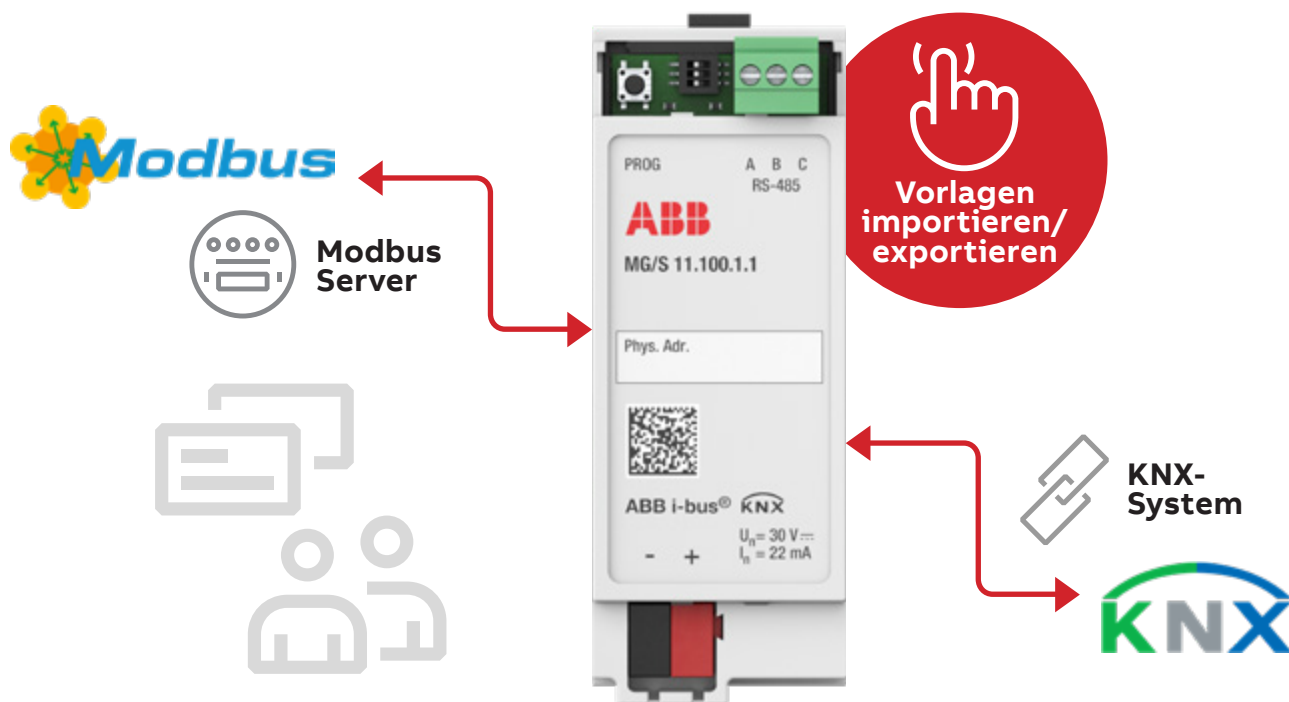 Modbus
Modbus
Server
PROG
A B C
RS-485
ABB
MG/S 11.100.1.1
Phys. Adr.
ABB i-bus® KNX
- +
Un= 30 V⎓
In = 22 mA
Vorlagen
importieren/
exportieren
KNX-
System
KNX